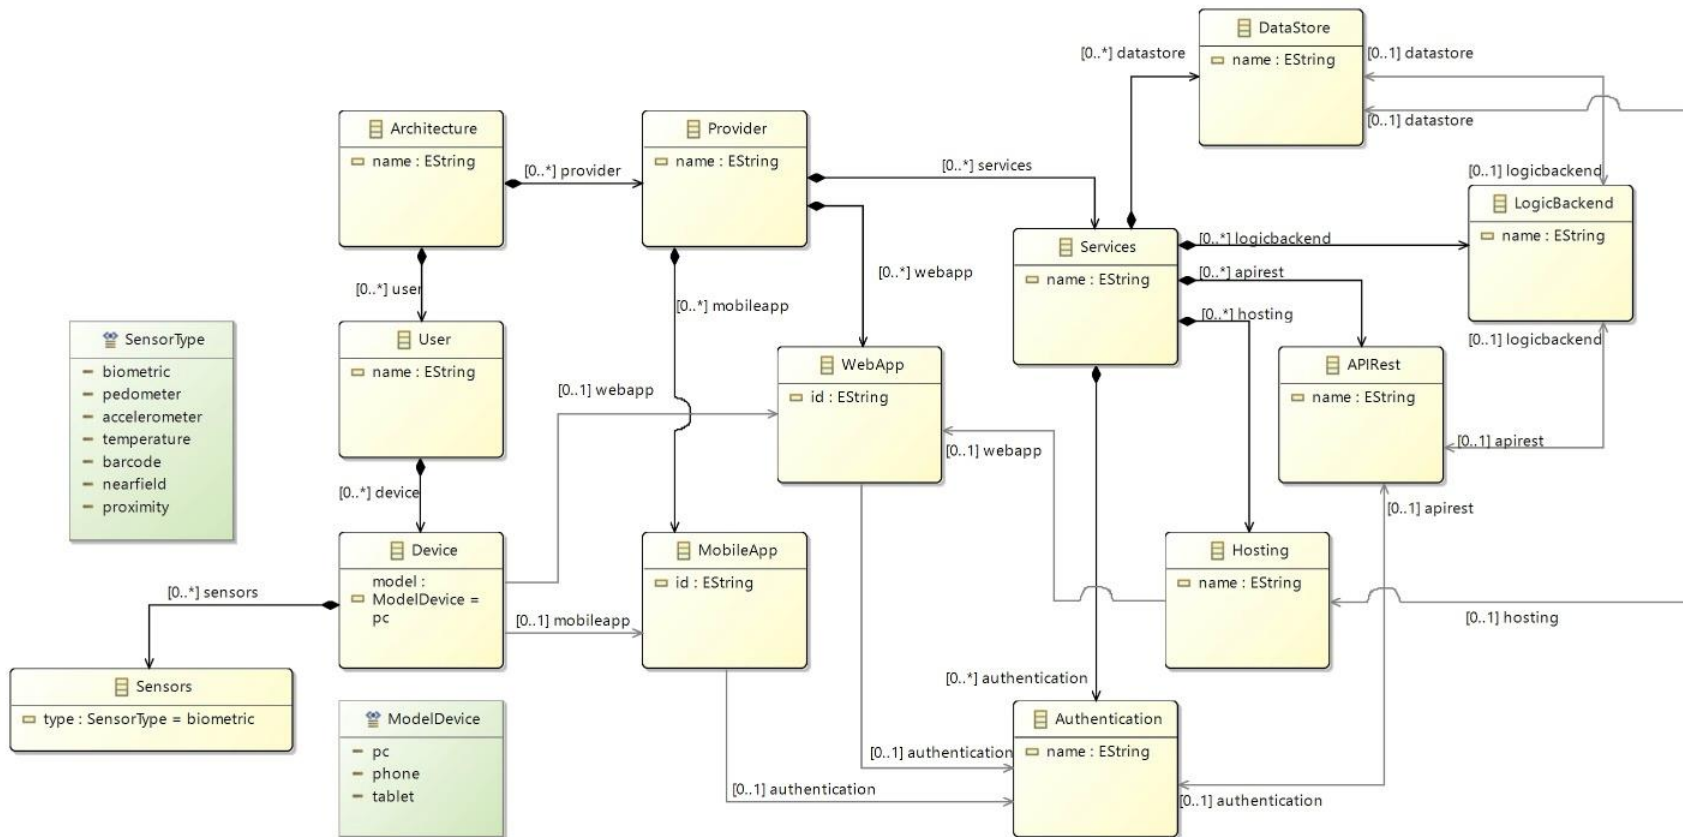 DataStore
name : EString
[0..*] datastore
[0..1] datastore
[0..1] datastore
Architecture
name : EString
[0..*] provider
Provider
name : EString
[0..*] services
[0..1] logicbackend
LogicBackend
name : EString
Services
name : EString
[0..*] logicbackend
[0..*] apirest
[0..*] hosting
[0..*] webapp
[0..*] user
[0..*] mobileapp
[0..1] logicbackend
SensorType
biometric
pedometer
accelerometer
temperature
barcode
nearfield
proximity
User
name : EString
WebApp
id : EString
APIRest
name : EString
[0..1] webapp
[0..1] webapp
[0..1] apirest
[0..*] device
[0..1] apirest
Device
model :
ModelDevice =
pc
MobileApp
id : EString
Hosting
name : EString
[0..*] sensors
[0..1] mobileapp
[0..1] hosting
Sensors
type : SensorType = biometric
[0..*] authentication
ModelDevice
pc
phone
tablet
Authentication
name : EString
[0..1] authentication
[0..1] authentication
[0..1] authentication